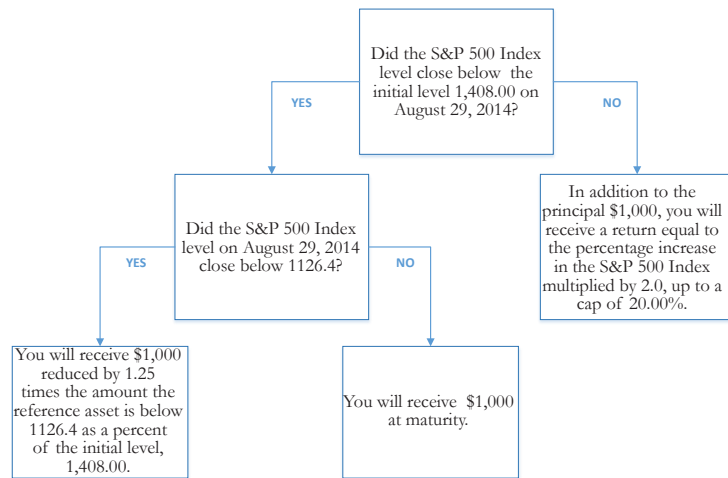 Did the S&P 500 Index
level close below the
initial level 1,408.00 on
August 29, 2014?
YES
NO
Did the S&P 500 Index
level on August 29, 2014
close below 1126.4?
In addition to the
principal $1,000, you will
receive a return equal to
the percentage increase
in the S&P 500 Index
multiplied by 2.0, up to a
cap of 20.00%.
YES
NO
You will receive $1,000
reduced by 1.25
times the amount the
reference asset is below
1126.4 as a percent
of the initial level,
1,408.00.
You will receive $1,000
at maturity.